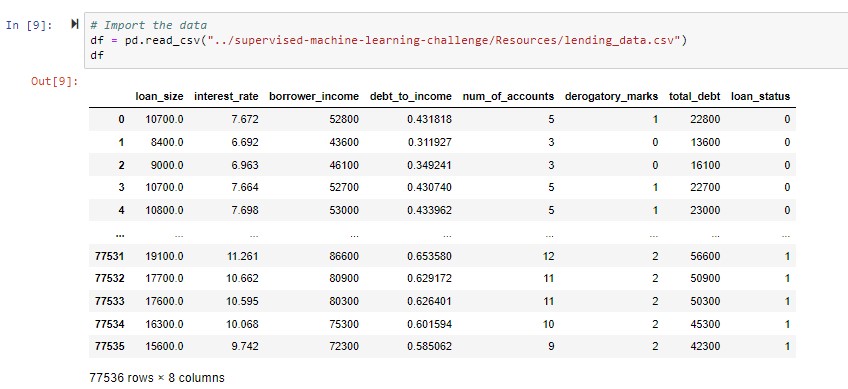 In [9]: # Import the data
df = pd.read_csv("../supervised-machine-learning-challenge/Resources/lending_data.csv")
df
Out[9]:
loan_size interest_rate borrower_income debt_to_income num_of_accounts derogatory_marks total_debt loan_status
0 10700.0 7.672 52800 0.431818 5 1 22800 0
1 8400.0 6.692 43600 0.311927 3 0 13600 0
2 9000.0 6.963 46100 0.349241 3 0 16100 0
3 10700.0 7.664 52700 0.430740 5 1 22700 0
4 10800.0 7.698 53000 0.433962 5 1 23000 0
... ... ... ... ... ... ... ... ...
77531 19100.0 11.261 86600 0.653580 12 2 56600 1
77532 17700.0 10.662 80900 0.629172 11 2 50900 1
77533 17600.0 10.595 80300 0.626401 11 2 50300 1
77534 16300.0 10.068 75300 0.601594 10 2 45300 1
77535 15600.0 9.742 72300 0.585062 9 2 42300 1
77536 rows × 8 columns